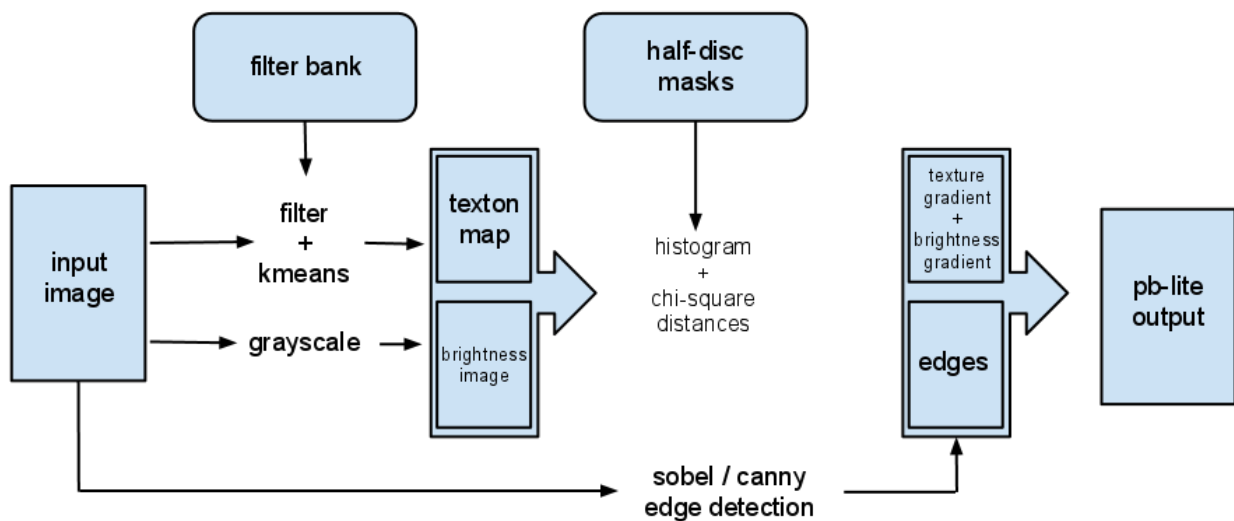 filter bank
half-disc
masks
input
image
filter
+
kmeans
grayscale
texton
map
brightness
image
histogram
+
chi-square
distances
texture
gradient
+
brightness
gradient
edges
pb-lite
output
sobel / canny
edge detection